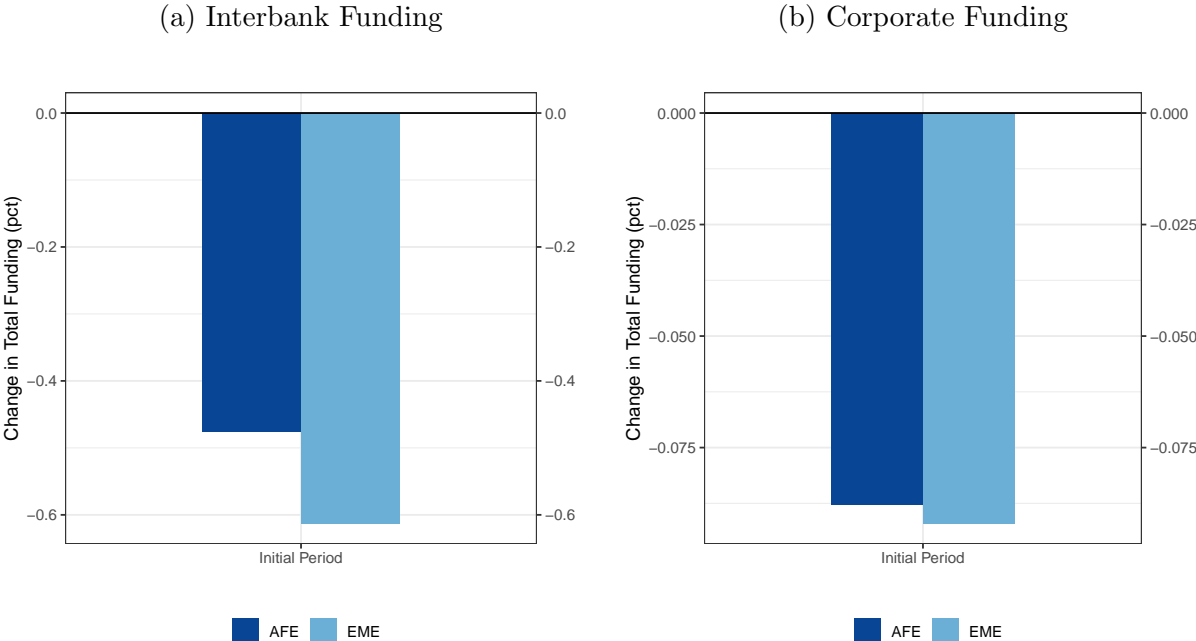 (a) Interbank Funding
Change in Total Funding (pct)
0.0
−0.2
−0.4
−0.6
0.0
−0.2
−0.4
−0.6
Initial Period
AFE EME
(b) Corporate Funding
Change in Total Funding (pct)
0.000
−0.025
−0.050
−0.075
0.000
−0.025
−0.050
−0.075
Initial Period
AFE EME